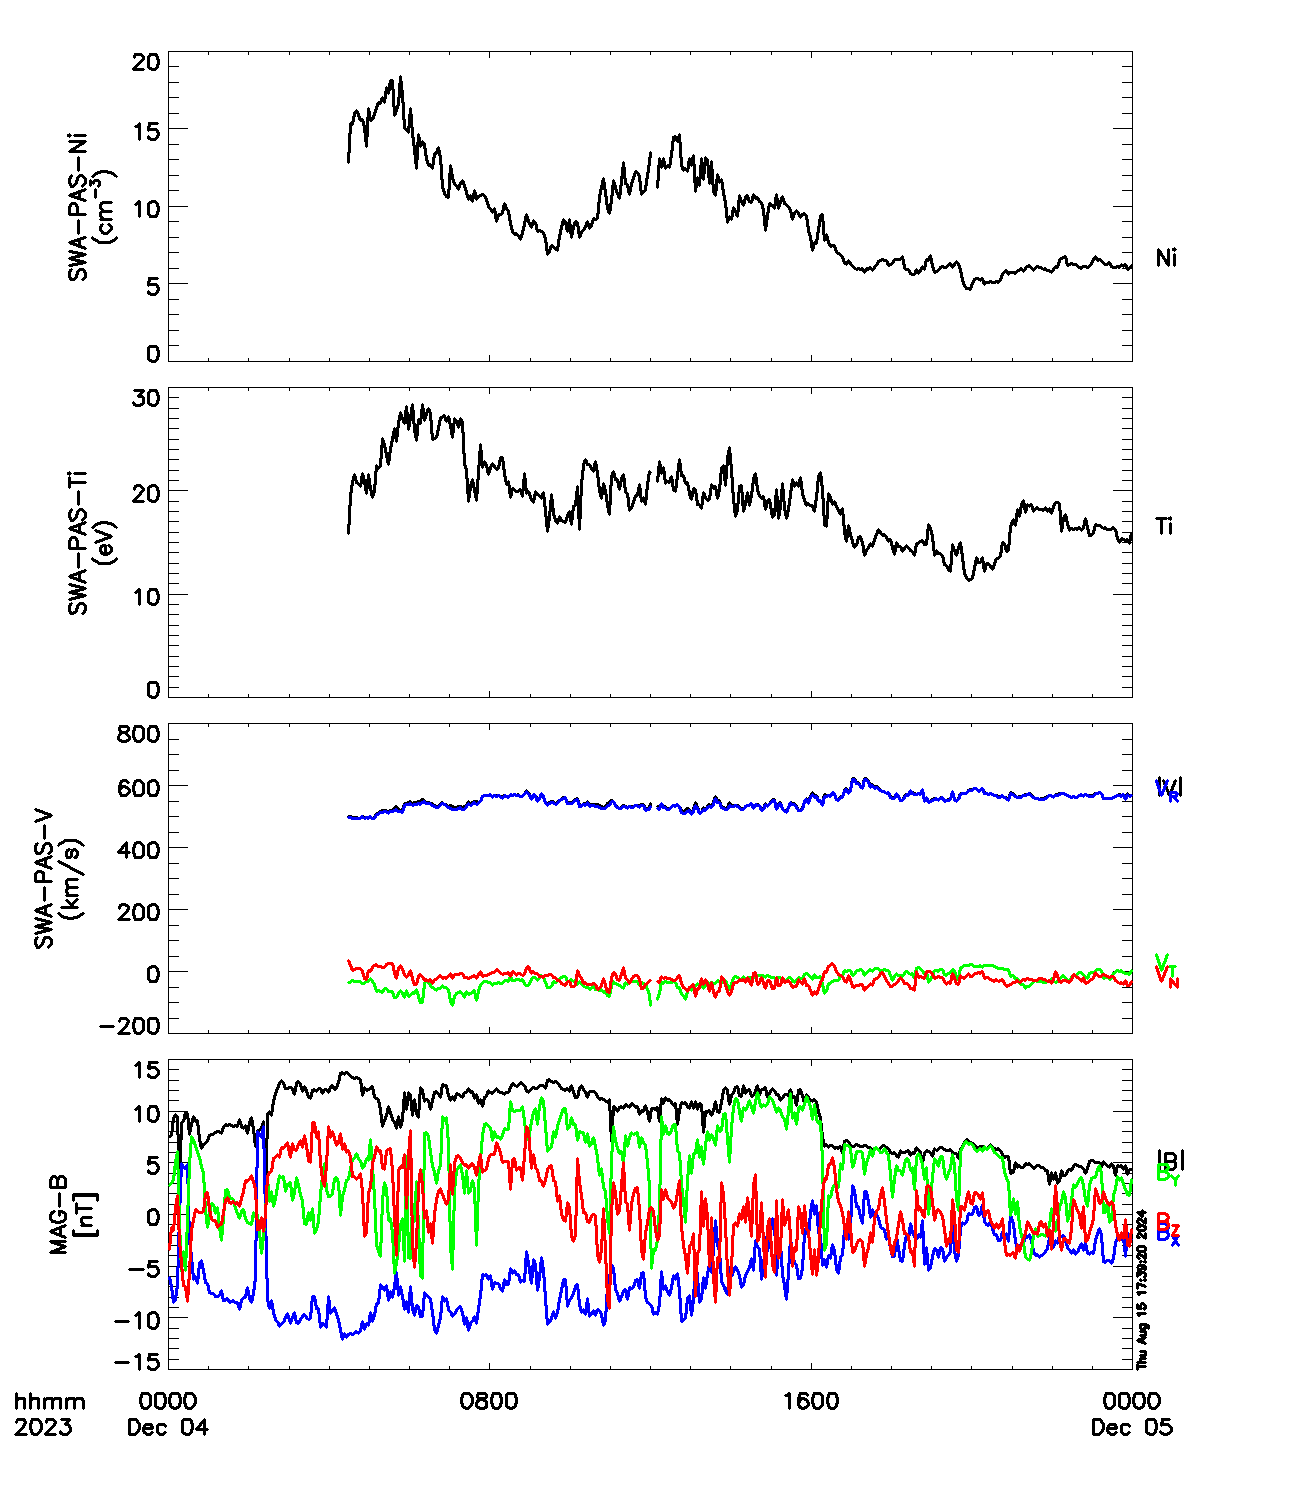 20
15
10
5
0
SWA-PAS-Ni
(cm⁻³)
Ni
30
20
10
0
SWA-PAS-Ti
(eV)
Ti
800
600
400
200
0
-200
SWA-PAS-V
(km/s)
|V|
V_R
V_T
V_N
15
10
5
0
-5
-10
-15
MAG-B
[nT]
|B|
B_Y
B_Z
B_X
Thu Aug 15 17:39:20 2024
hhmm 0000 0800 1600 0000
2023 Dec 04 Dec 05